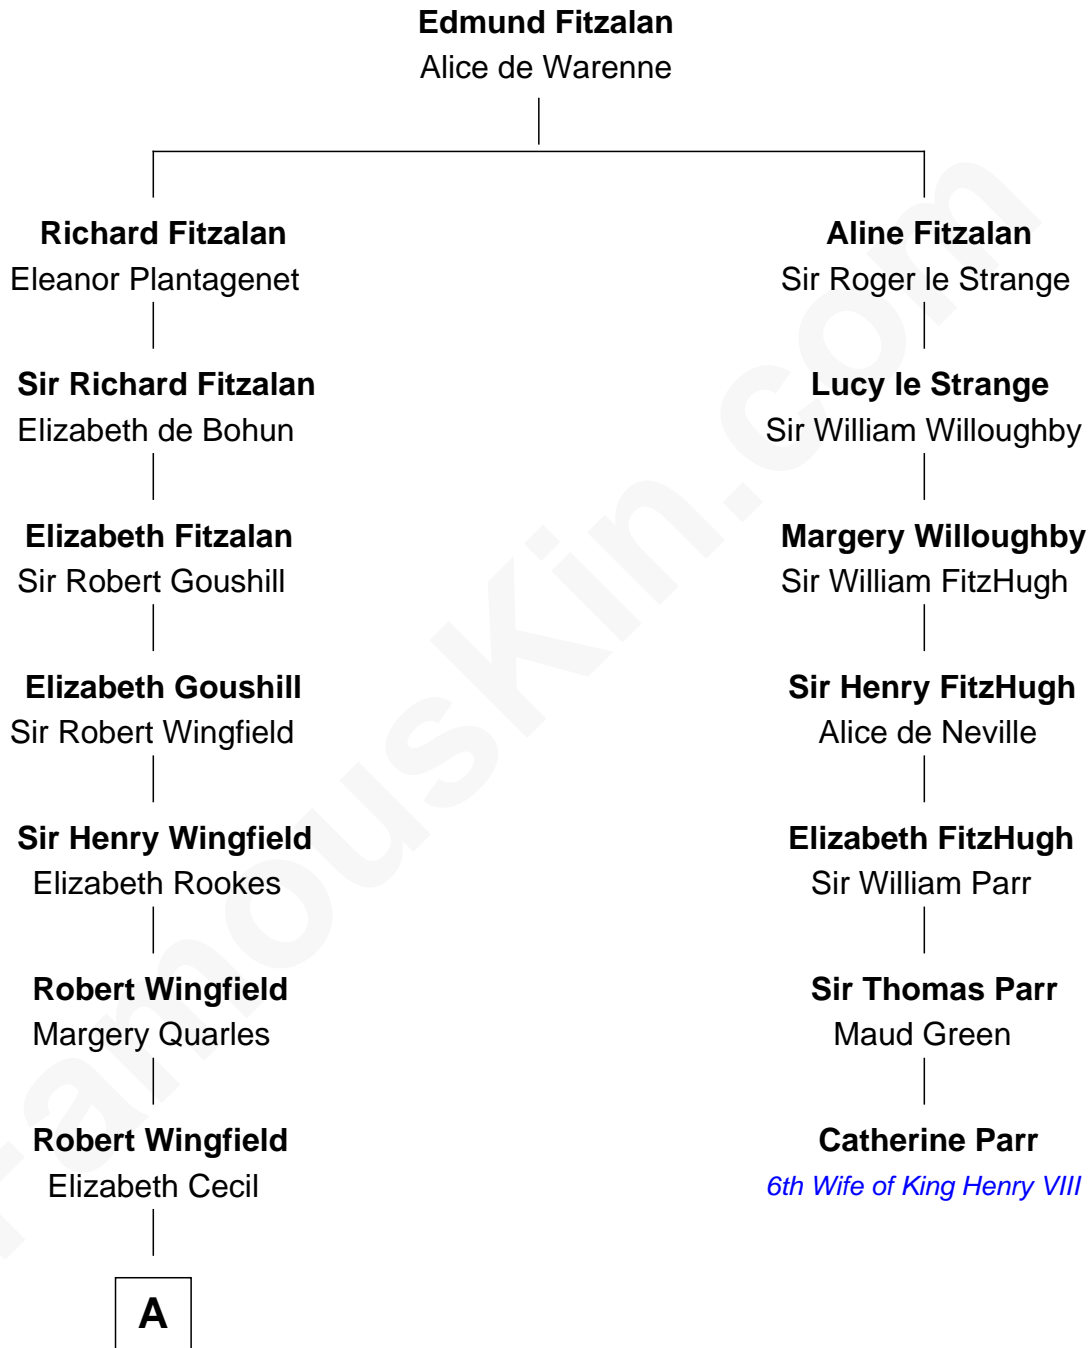 Edmund Fitzalan
Alice de Warenne
Richard Fitzalan
Eleanor Plantagenet
Aline Fitzalan
Sir Roger le Strange
Sir Richard Fitzalan
Elizabeth de Bohun
Lucy le Strange
Sir William Willoughby
Elizabeth Fitzalan
Sir Robert Goushill
Margery Willoughby
Sir William FitzHugh
Elizabeth Goushill
Sir Robert Wingfield
Sir Henry FitzHugh
Alice de Neville
Sir Henry Wingfield
Elizabeth Rookes
Elizabeth FitzHugh
Sir William Parr
Robert Wingfield
Margery Quarles
Sir Thomas Parr
Maud Green
Robert Wingfield
Elizabeth Cecil
Catherine Parr
6th Wife of King Henry VIII
A
FamousKin.com